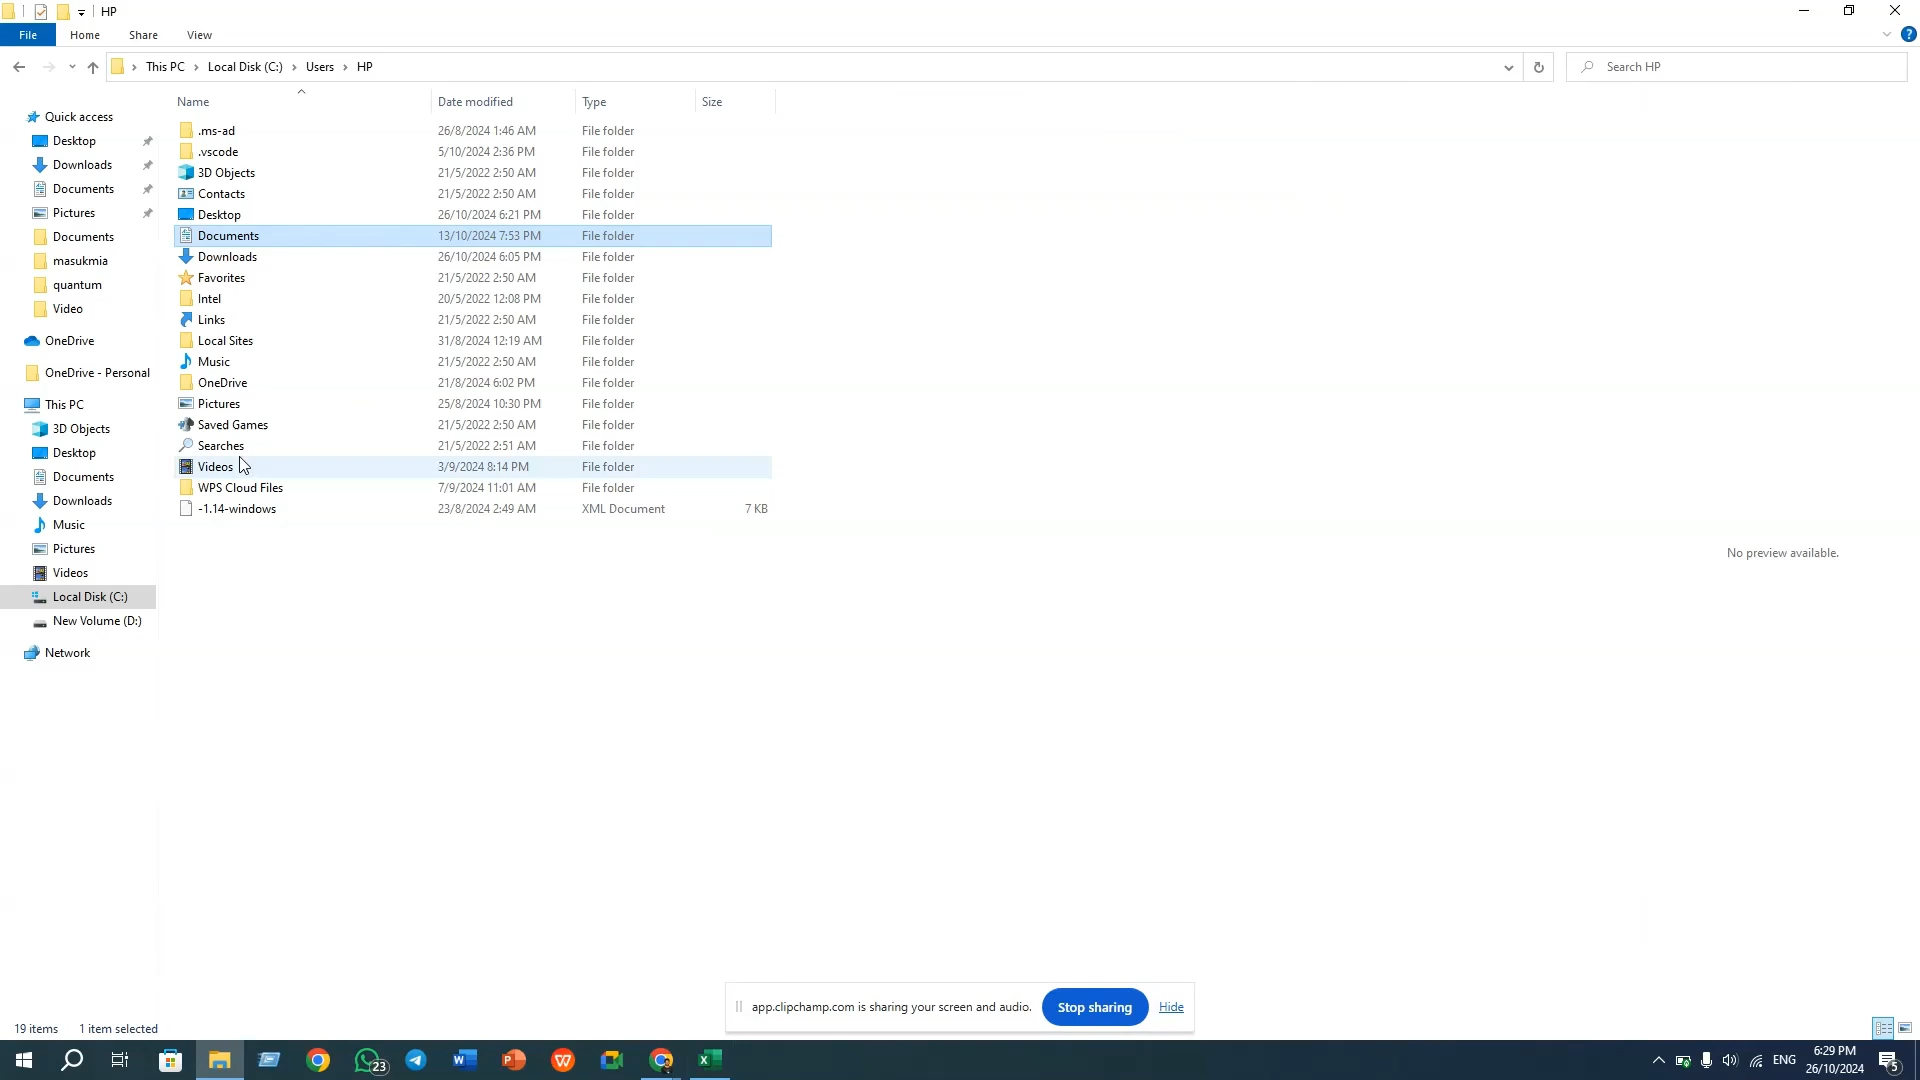 HP
File Home Share View
This PC Local Disk (C:) Users HP Search HP
Name Date modified Type Size
.ms-ad 26/8/2024 1:46 AM File folder
.vscode 5/10/2024 2:36 PM File folder
3D Objects 21/5/2022 2:50 AM File folder
Contacts 21/5/2022 2:50 AM File folder
Desktop 26/10/2024 6:21 PM File folder
Documents 13/10/2024 7:53 PM File folder
Downloads 26/10/2024 6:05 PM File folder
Favorites 21/5/2022 2:50 AM File folder
Intel 20/5/2022 12:08 PM File folder
Links 21/5/2022 2:50 AM File folder
Local Sites 31/8/2024 12:19 AM File folder
Music 21/5/2022 2:50 AM File folder
OneDrive 21/8/2024 6:02 PM File folder
Pictures 25/8/2024 10:30 PM File folder
Saved Games 21/5/2022 2:50 AM File folder
Searches 21/5/2022 2:51 AM File folder
Videos 3/9/2024 8:14 PM File folder
WPS Cloud Files 7/9/2024 11:01 AM File folder
-1.14-windows 23/8/2024 2:49 AM XML Document 7 KB
Quick access
Desktop
Downloads
Documents
Pictures
Documents
masukmia
quantum
Video
OneDrive
OneDrive - Personal
This PC
3D Objects
Desktop
Documents
Downloads
Music
Pictures
Videos
Local Disk (C:)
New Volume (D:)
Network
No preview available.
app.clipchamp.com is sharing your screen and audio. Stop sharing Hide
19 items 1 item selected
23
ENG
6:29 PM
26/10/2024
5